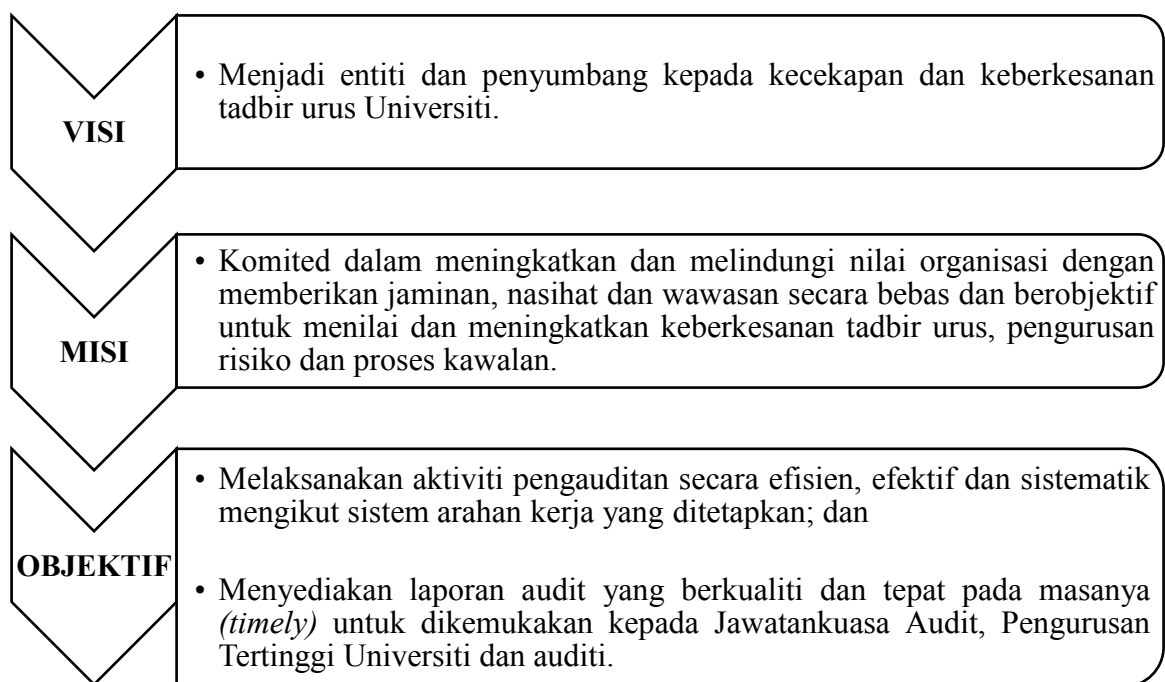 VISI
• Menjadi entiti dan penyumbang kepada kecekapan dan keberkesanan
tadbir urus Universiti.
MISI
• Komited dalam meningkatkan dan melindungi nilai organisasi dengan
memberikan jaminan, nasihat dan wawasan secara bebas dan berobjektif
untuk menilai dan meningkatkan keberkesanan tadbir urus, pengurusan
risiko dan proses kawalan.
OBJEKTIF
• Melaksanakan aktiviti pengauditan secara efisien, efektif dan sistematik
mengikut sistem arahan kerja yang ditetapkan; dan
• Menyediakan laporan audit yang berkualiti dan tepat pada masanya
(timely) untuk dikemukakan kepada Jawatankuasa Audit, Pengurusan
Tertinggi Universiti dan auditi.